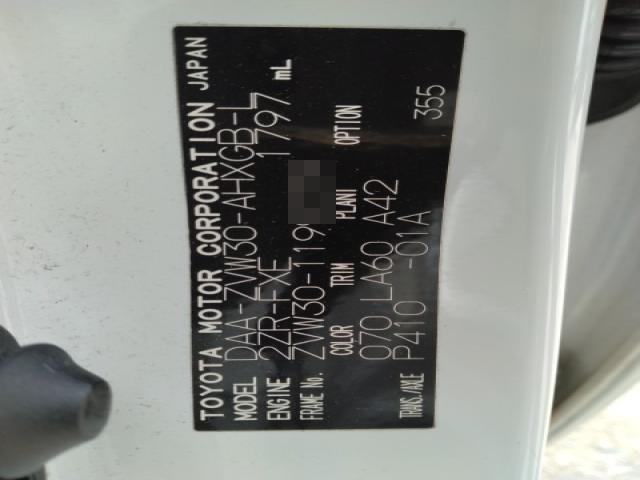 TOYOTA MOTOR CORPORATION JAPAN
MODEL DAA-ZVW30-AHXGB-L
ENGINE 2ZR-FXE 1797 mL
FRAME No. ZVW30-119
COLOR TRIM PLANT OPTION
070 LA60 A42
TRANS./AXLE P410 -01A 355